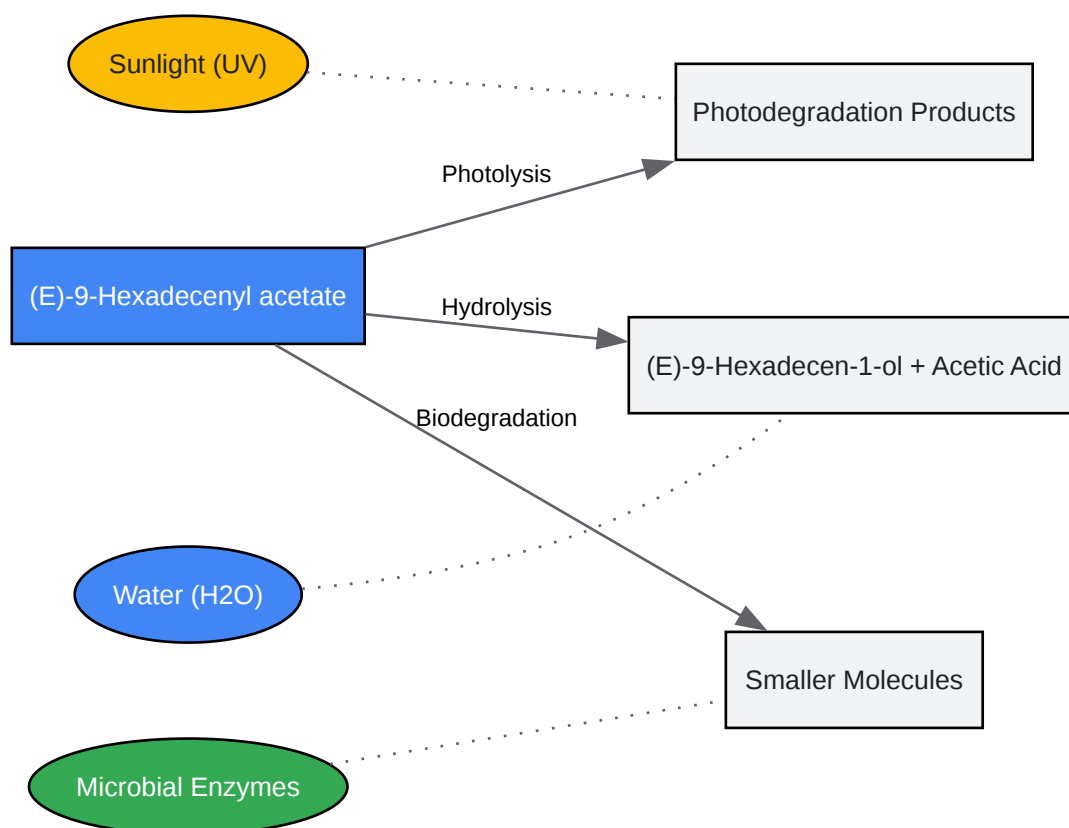 Sunlight (UV)
Photodegradation Products
Photolysis
(E)-9-Hexadecenyl acetate
Hydrolysis
(E)-9-Hexadecen-1-ol + Acetic Acid
Biodegradation
Water (H2O)
Smaller Molecules
Microbial Enzymes